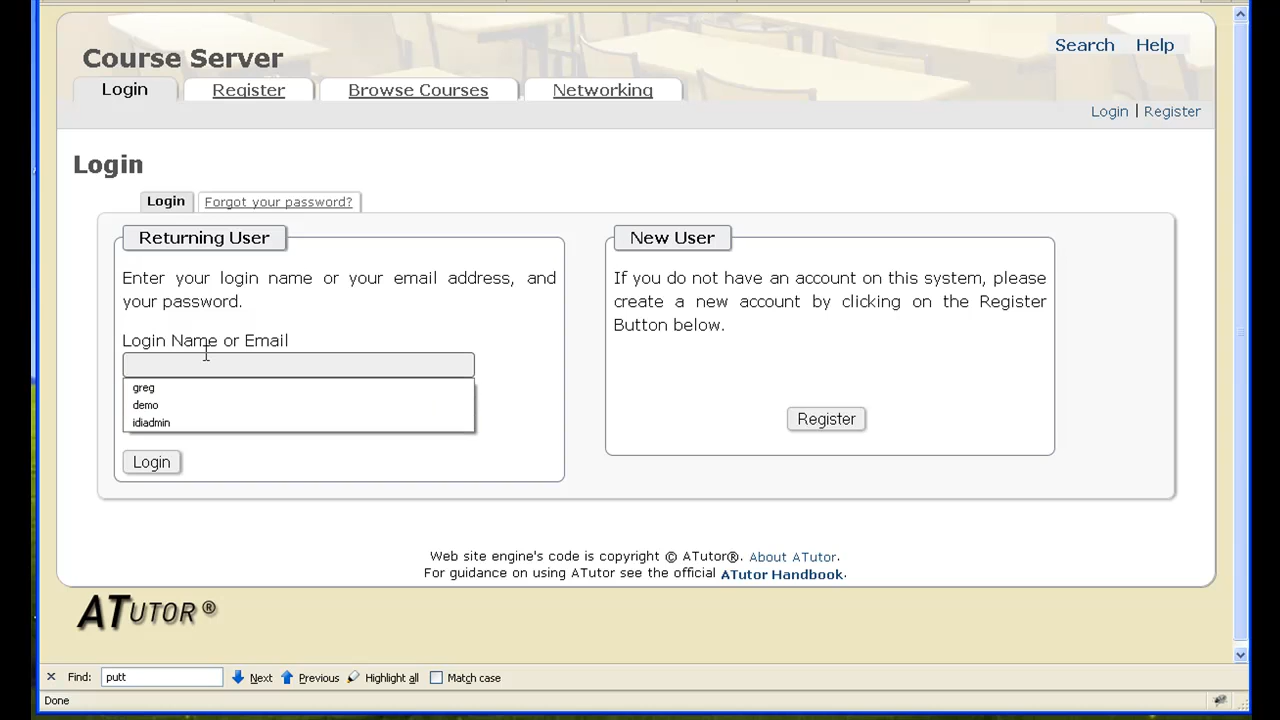 Course Server
Search Help
Login Register Browse Courses Networking
Login | Register
Login
Login Forgot your password?
Returning User
Enter your login name or your email address, and
your password.
Login Name or Email
greg
demo
idiadmin
Login
New User
If you do not have an account on this system, please
create a new account by clicking on the Register
Button below.
Register
Web site engine's code is copyright © ATutor®. About ATutor.
For guidance on using ATutor see the official ATutor Handbook.
ATUTOR ®
Find: putt Next Previous Highlight all Match case
Done